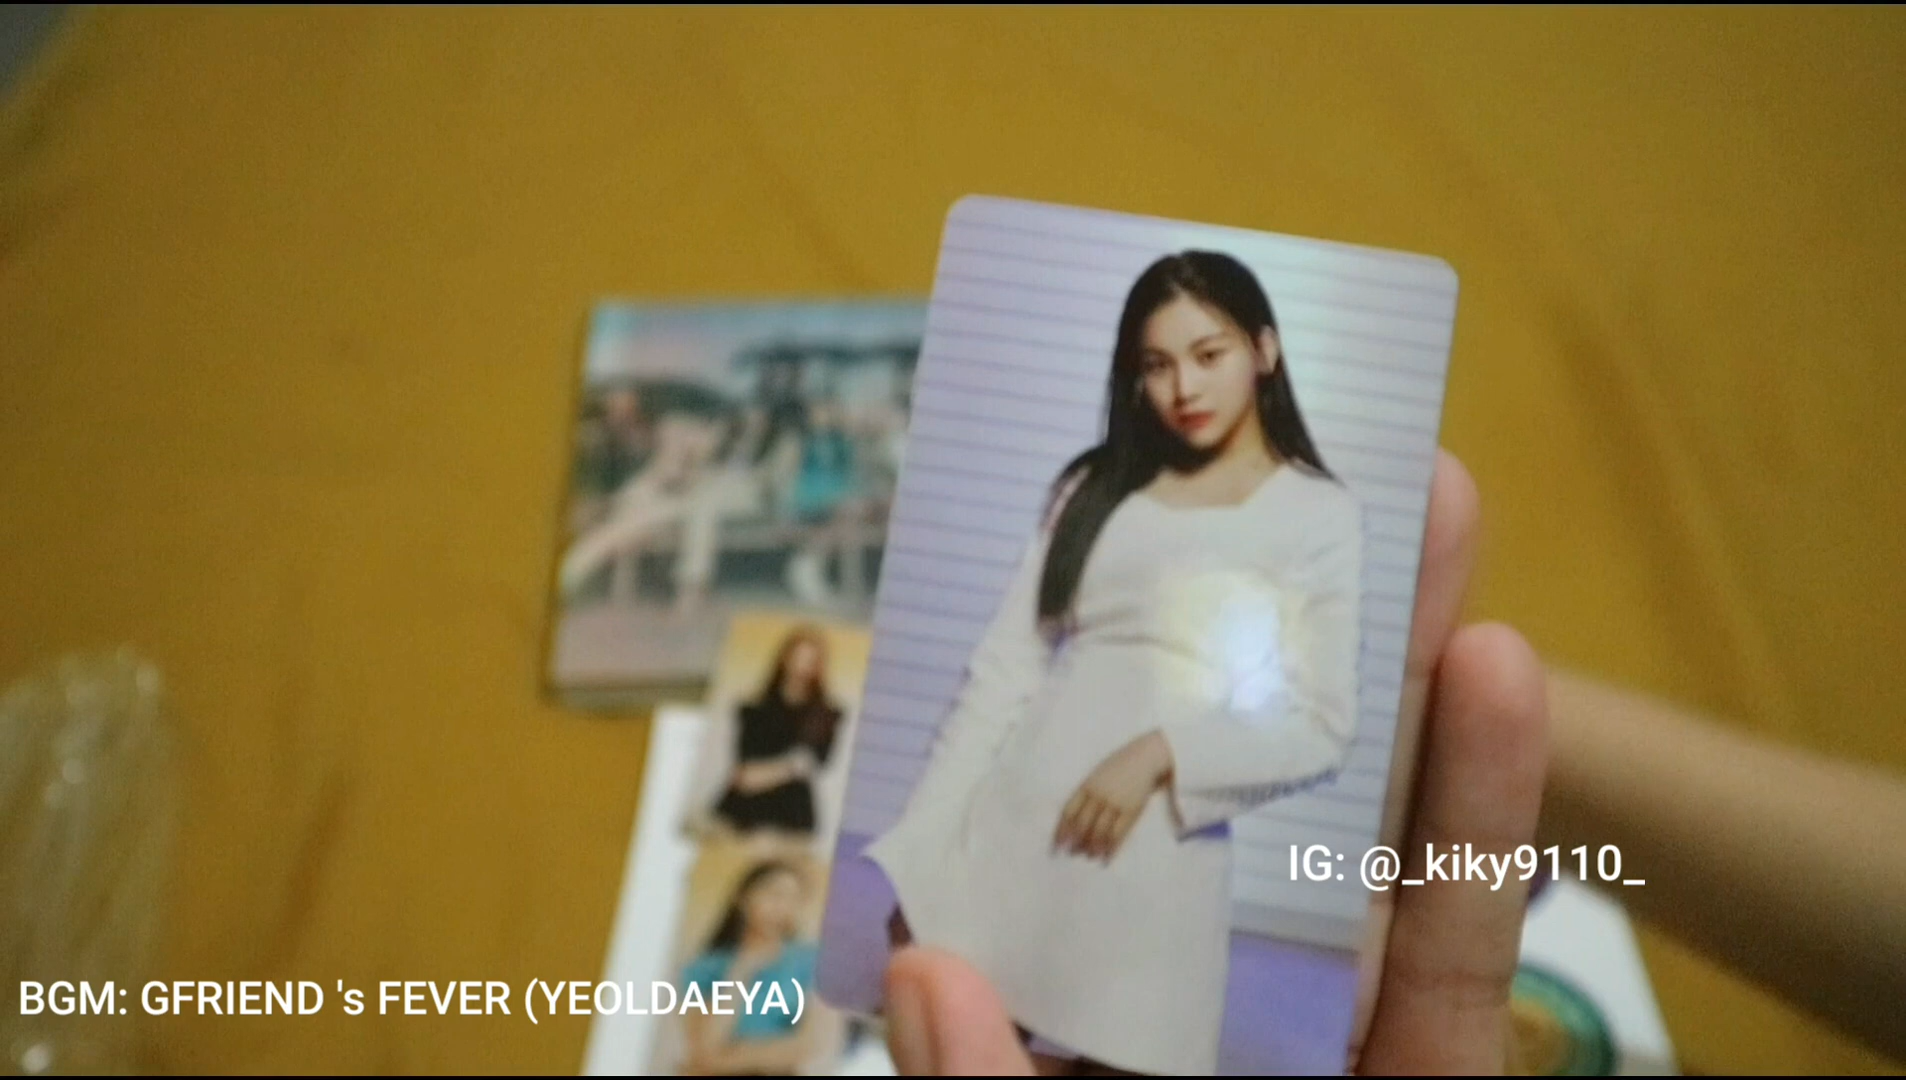 IG: @_kiky9110_
BGM: GFRIEND 's FEVER (YEOLDAEYA)